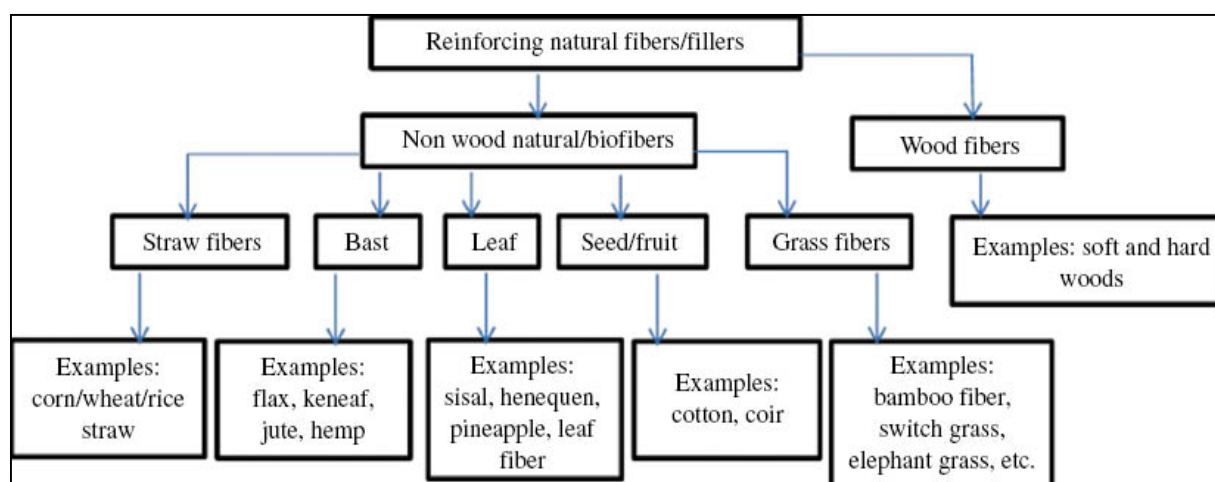 Reinforcing natural fibers/fillers
Non wood natural/biofibers
Wood fibers
Straw fibers
Bast
Leaf
Seed/fruit
Grass fibers
Examples: soft and hard
woods
Examples:
corn/wheat/rice
straw
Examples:
flax, keneaf,
jute, hemp
Examples:
sisal, henequen,
pineapple, leaf
fiber
Examples:
cotton, coir
Examples:
bamboo fiber,
switch grass,
elephant grass, etc.